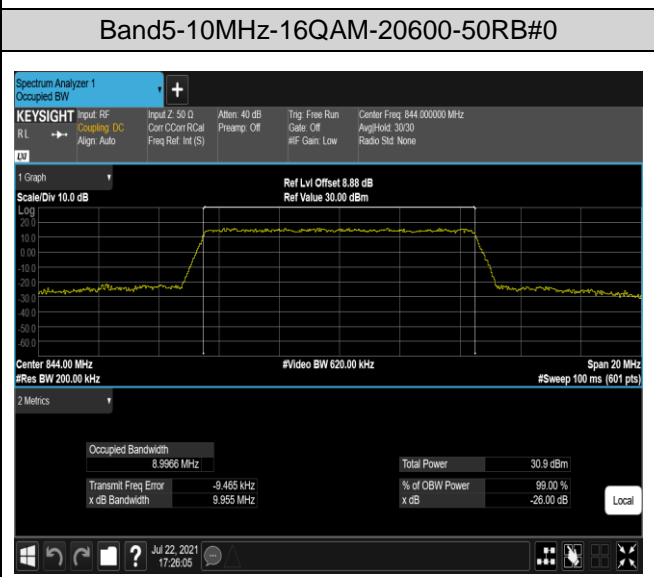 Band5-10MHz-16QAM-20600-50RB#0
Spectrum Analyzer 1
Occupied BW
+
KEYSIGHT
RL
LXI
Input: RF
Coupling: DC
Align: Auto
Input Z: 50 Ω
Corr CCorr RCal
Freq Ref: Int (S)
Atten: 40 dB
Preamp: Off
Trig: Free Run
Gate: Off
#IF Gain: Low
Center Freq: 844.000000 MHz
Avg|Hold: 30/30
Radio Std: None
1 Graph
Scale/Div 10.0 dB
Ref Lvl Offset 8.88 dB
Ref Value 30.00 dBm
Log
20.0
10.0
0.00
-10.0
-20.0
-30.0
-40.0
-50.0
-60.0
Center 844.00 MHz
#Res BW 200.00 kHz
#Video BW 620.00 kHz
Span 20 MHz
#Sweep 100 ms (601 pts)
2 Metrics
Occupied Bandwidth
8.9966 MHz
Total Power 30.9 dBm
Transmit Freq Error -9.465 kHz
% of OBW Power 99.00 %
x dB Bandwidth 9.955 MHz
x dB -26.00 dB
Local
?
Jul 22, 2021
17:26:05